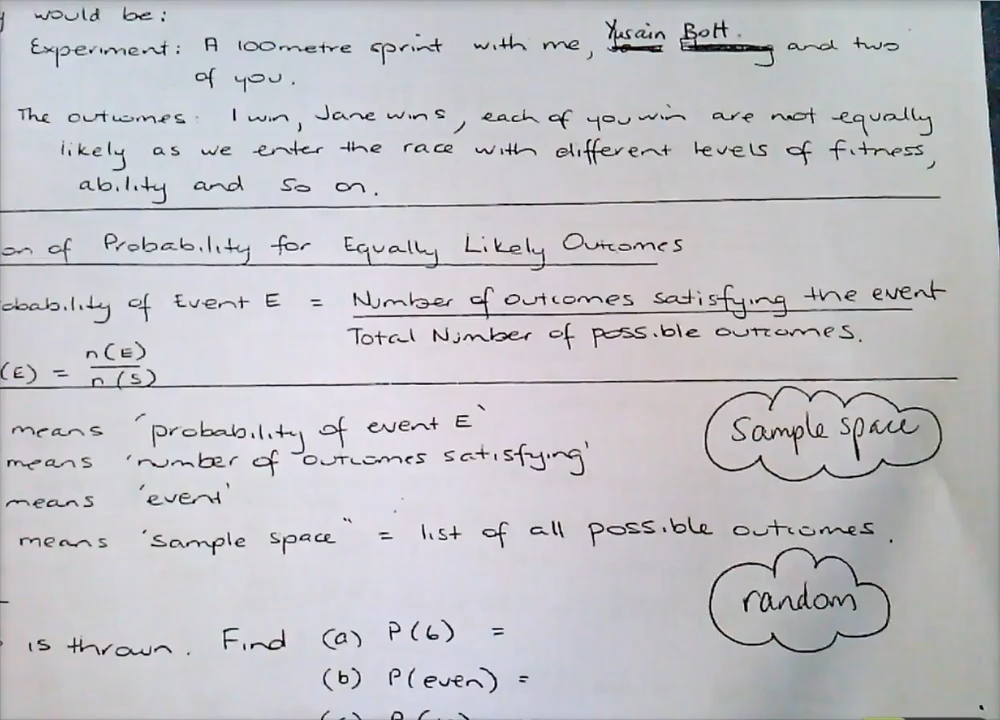 would be:
Experiment: A 100metre sprint with me, Yusain Bolt. and two
of you.
The outcomes: I win, Jane wins, each of you win are not equally
likely as we enter the race with different levels of fitness,
ability and so on.
on of Probability for Equally Likely Outcomes
obability of Event E = Number of outcomes satisfying the event
Total Number of possible outcomes.
(E) = n(E)
n(S)
means 'probability of event E'
means 'number of outcomes satisfying'
means 'event'
means 'sample space" = list of all possible outcomes.
Sample space
random
is thrown. Find (a) P(6) =
(b) P(even) =